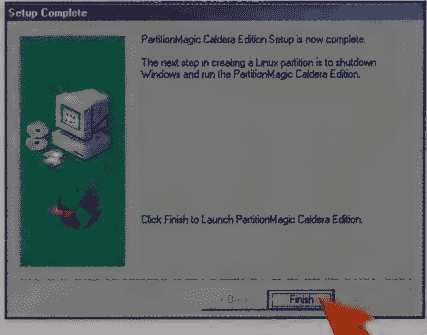 Setup Complete
PartitionMagic Caldera Edition Setup is now complete.
The next step in creating a Linux partition is to shutdown
Windows and run the PartitionMagic Caldera Edition.
Click Finish to Launch PartitionMagic Caldera Edition.
Finish